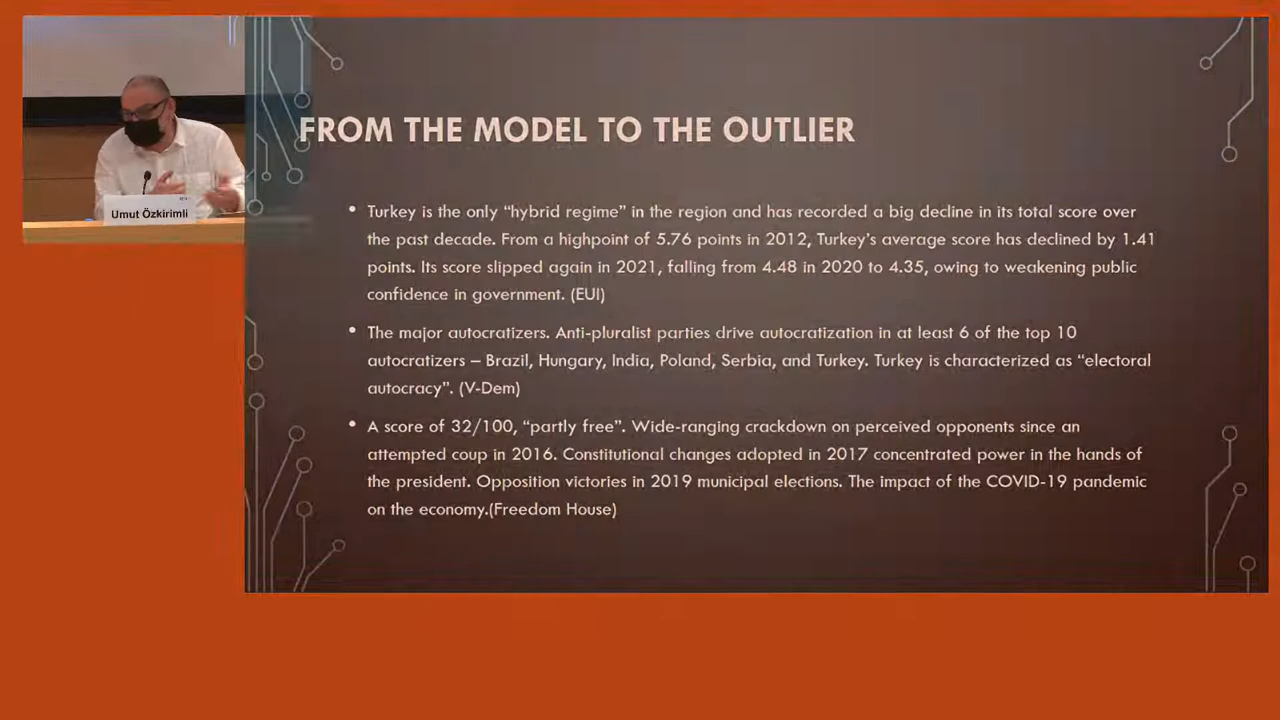 FROM THE MODEL TO THE OUTLIER
Umut Özkirimli
• Turkey is the only “hybrid regime” in the region and has recorded a big decline in its total score over
the past decade. From a highpoint of 5.76 points in 2012, Turkey’s average score has declined by 1.41
points. Its score slipped again in 2021, falling from 4.48 in 2020 to 4.35, owing to weakening public
confidence in government. (EUI)
• The major autocratizers. Anti-pluralist parties drive autocratization in at least 6 of the top 10
autocratizers – Brazil, Hungary, India, Poland, Serbia, and Turkey. Turkey is characterized as “electoral
autocracy”. (V-Dem)
• A score of 32/100, “partly free”. Wide-ranging crackdown on perceived opponents since an
attempted coup in 2016. Constitutional changes adopted in 2017 concentrated power in the hands of
the president. Opposition victories in 2019 municipal elections. The impact of the COVID-19 pandemic
on the economy.(Freedom House)